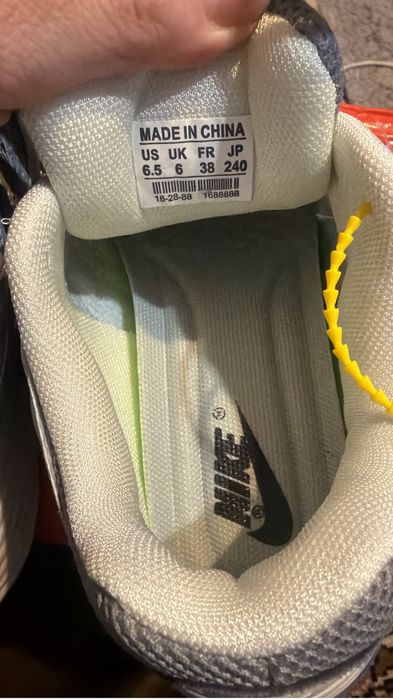 MADE IN CHINA
US UK FR JP
6.5 6 38 240
18-28-88 1688888
NIKE